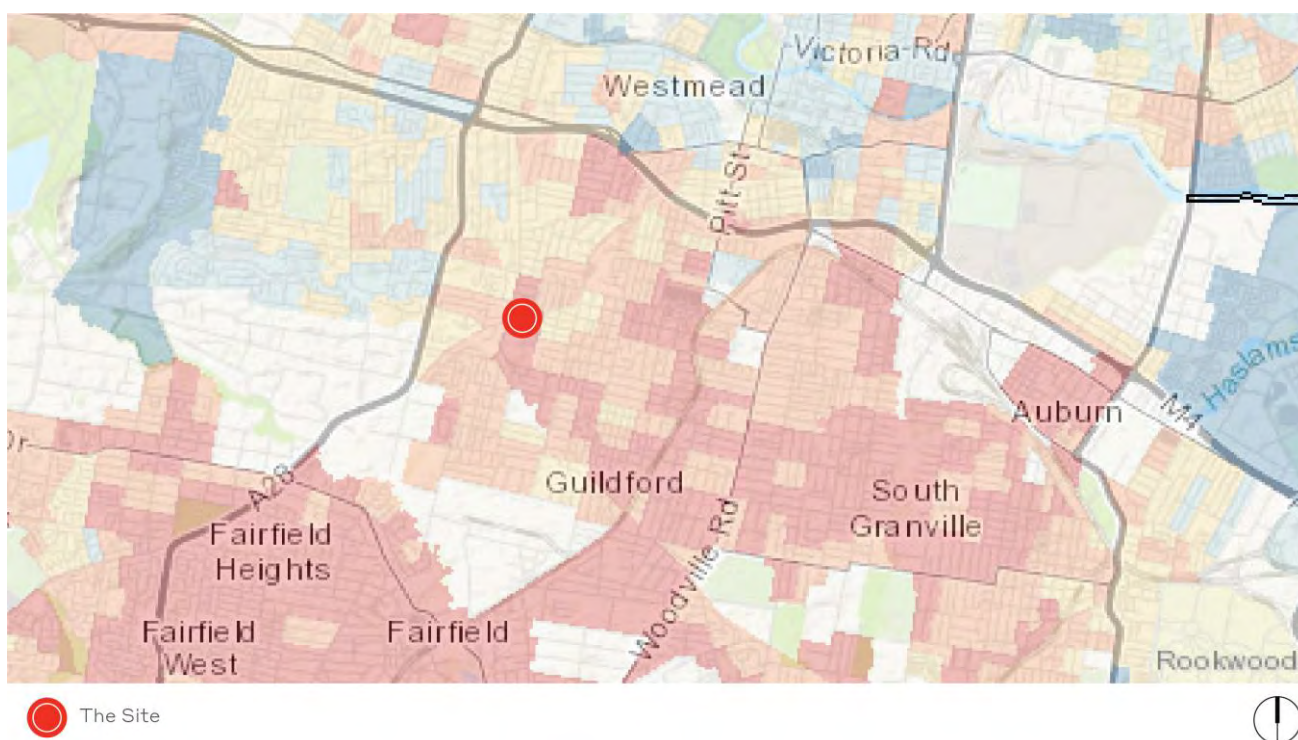 Victoria-Rd
Westmead
Pitt-St
Haslams
Auburn
M4
Guildford
South
Granville
A28
Fairfield
Heights
Woodville Rd
Fairfield
West
Fairfield
Rookwood
The Site